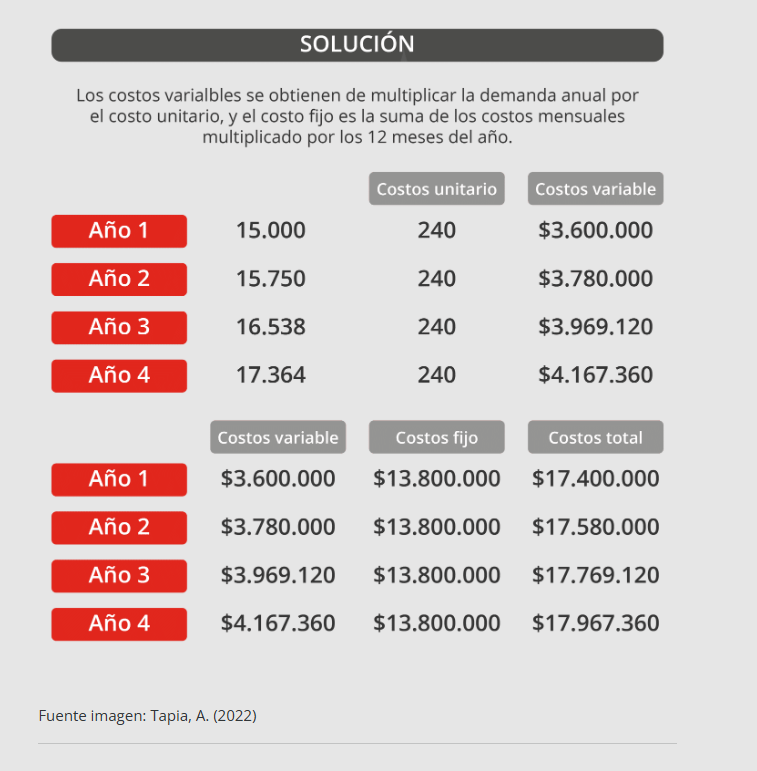 SOLUCIÓN
Los costos varialbles se obtienen de multiplicar la demanda anual por
el costo unitario, y el costo fijo es la suma de los costos mensuales
multiplicado por los 12 meses del año.
Costos unitario Costos variable
Año 1 15.000 240 $3.600.000
Año 2 15.750 240 $3.780.000
Año 3 16.538 240 $3.969.120
Año 4 17.364 240 $4.167.360
Costos variable Costos fijo Costos total
Año 1 $3.600.000 $13.800.000 $17.400.000
Año 2 $3.780.000 $13.800.000 $17.580.000
Año 3 $3.969.120 $13.800.000 $17.769.120
Año 4 $4.167.360 $13.800.000 $17.967.360
Fuente imagen: Tapia, A. (2022)